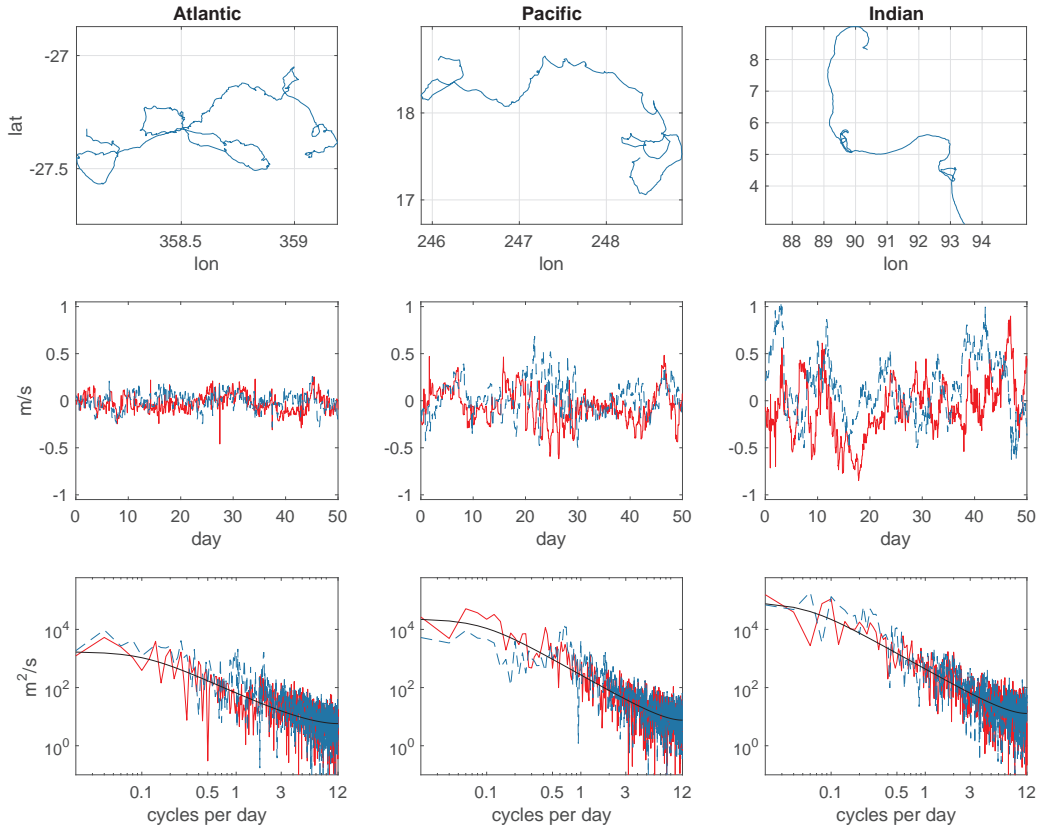 Atlantic Pacific Indian
-27
-27.5
lat
358.5 359
lon
18
17
246 247 248
lon
8
7
6
5
4
88 89 90 91 92 93 94
lon
1
0.5
0
-0.5
-1
m/s
0 10 20 30 40 50
day
1
0.5
0
-0.5
-1
0 10 20 30 40 50
day
1
0.5
0
-0.5
-1
0 10 20 30 40 50
day
10⁴
10²
10⁰
m²/s
0.1 0.5 1 3 12
cycles per day
10⁴
10²
10⁰
0.1 0.5 1 3 12
cycles per day
10⁴
10²
10⁰
0.1 0.5 1 3 12
cycles per day